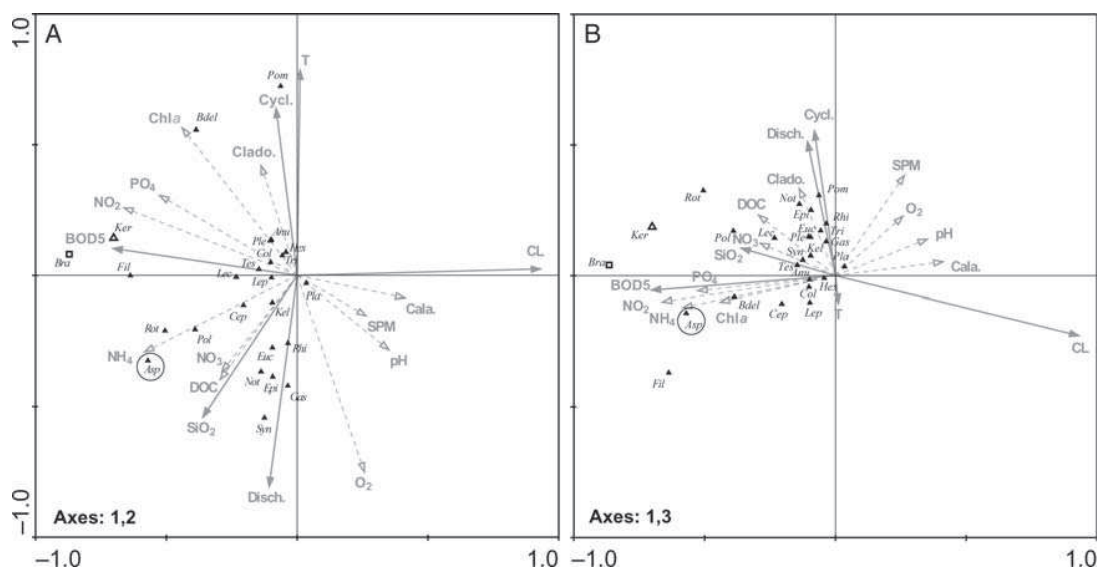 A
B
1.0
-1.0
T
Pom
Cycl.
Bdel
Chla
Clado.
PO4
NO2
Ker
BOD5
Bra
Anu
Ple
Hex
Col
Tri
Tes
CL
Fil
Lec
Lep
Pla
Cala.
Cep
Kel
SPM
Rot
Pol
NH4
Asp
NO3
Rhi
pH
Euc
DOC
Not
Epi
Gas
SiO2
Syn
O2
Disch.
Axes: 1,2
-1.0
1.0
Cycl.
Disch.
SPM
Rot
Clado.
Pom
Not
Epi
DOC
Rhi
O2
Ker
Pol
Lec
Euc
Tri
Ple
NO3
Syn
Kel
Gas
pH
SiO2
Pla
Bra
Tes
Cala.
Anu
Hex
BOD5
PO4
Col
NO2
Bdel
T
NH4
Chla
Cep
Lep
Asp
CL
Fil
Axes: 1,3
-1.0
1.0